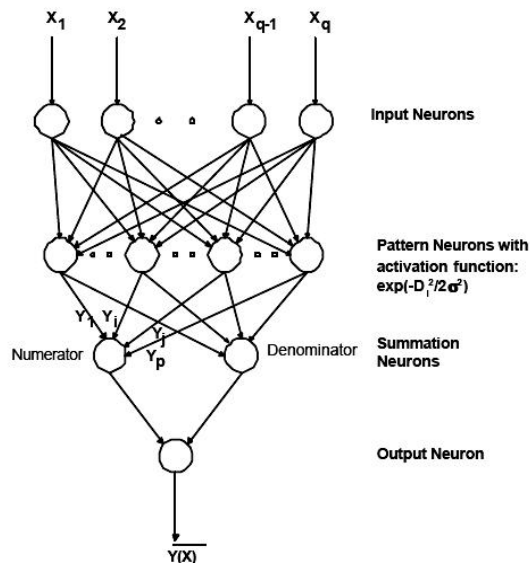 X1 X2 Xq-1 Xq
Input Neurons
Pattern Neurons with
activation function:
exp(-Di²/2σ²)
Y1 Yi
Yj
Yp
Numerator
Denominator
Summation
Neurons
Output Neuron
Y(X)